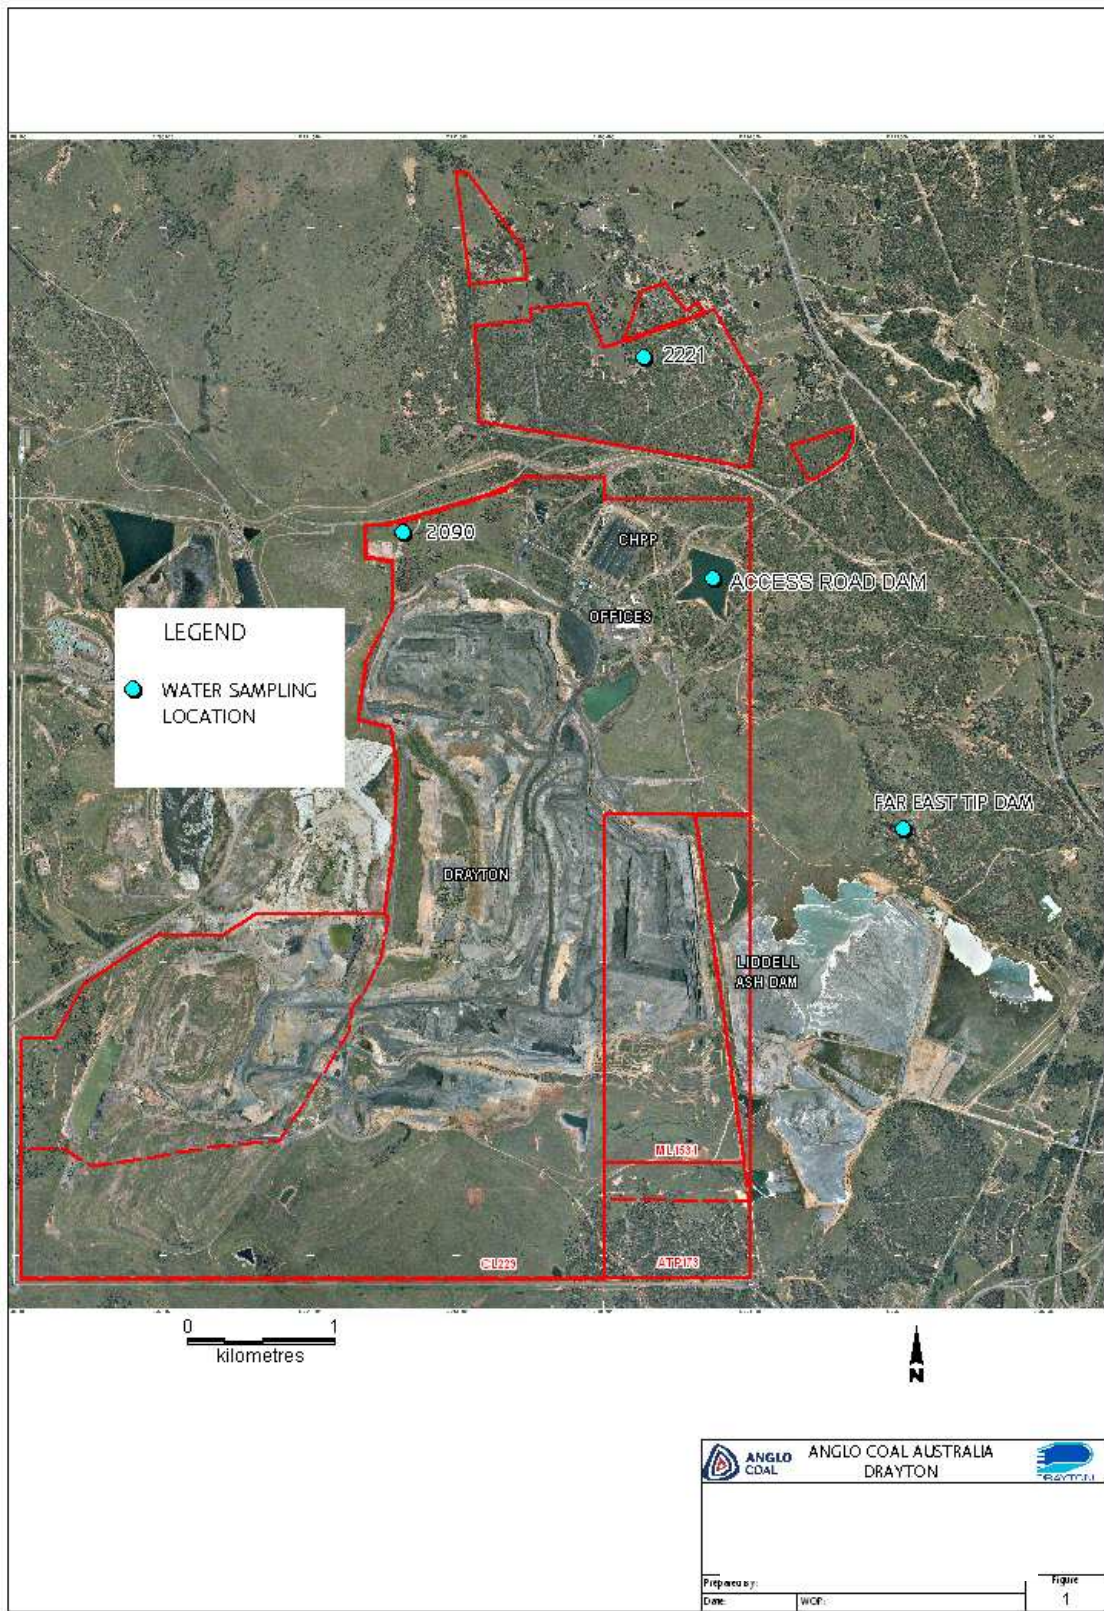 2221
2090
CHPP
ACCESS ROAD DAM
OFFICES
LEGEND
WATER SAMPLING
LOCATION
FAR EAST TIP DAM
DRAYTON
LIDDELL
ASH DAM
ML1531
CL229
ATP173
0 1
kilometres
N
ANGLO
COAL
ANGLO COAL AUSTRALIA
DRAYTON
DRAYTON
Prepared by:
Figure
Date:
1